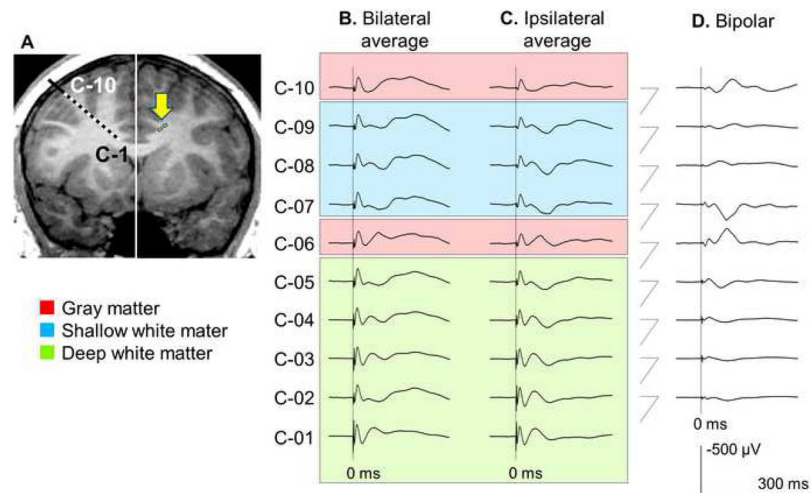 A
C-10
C-1
Gray matter
Shallow white mater
Deep white matter
B. Bilateral
average
C. Ipsilateral
average
D. Bipolar
C-10
C-09
C-08
C-07
C-06
C-05
C-04
C-03
C-02
C-01
0 ms
0 ms
0 ms
-500 µV
300 ms